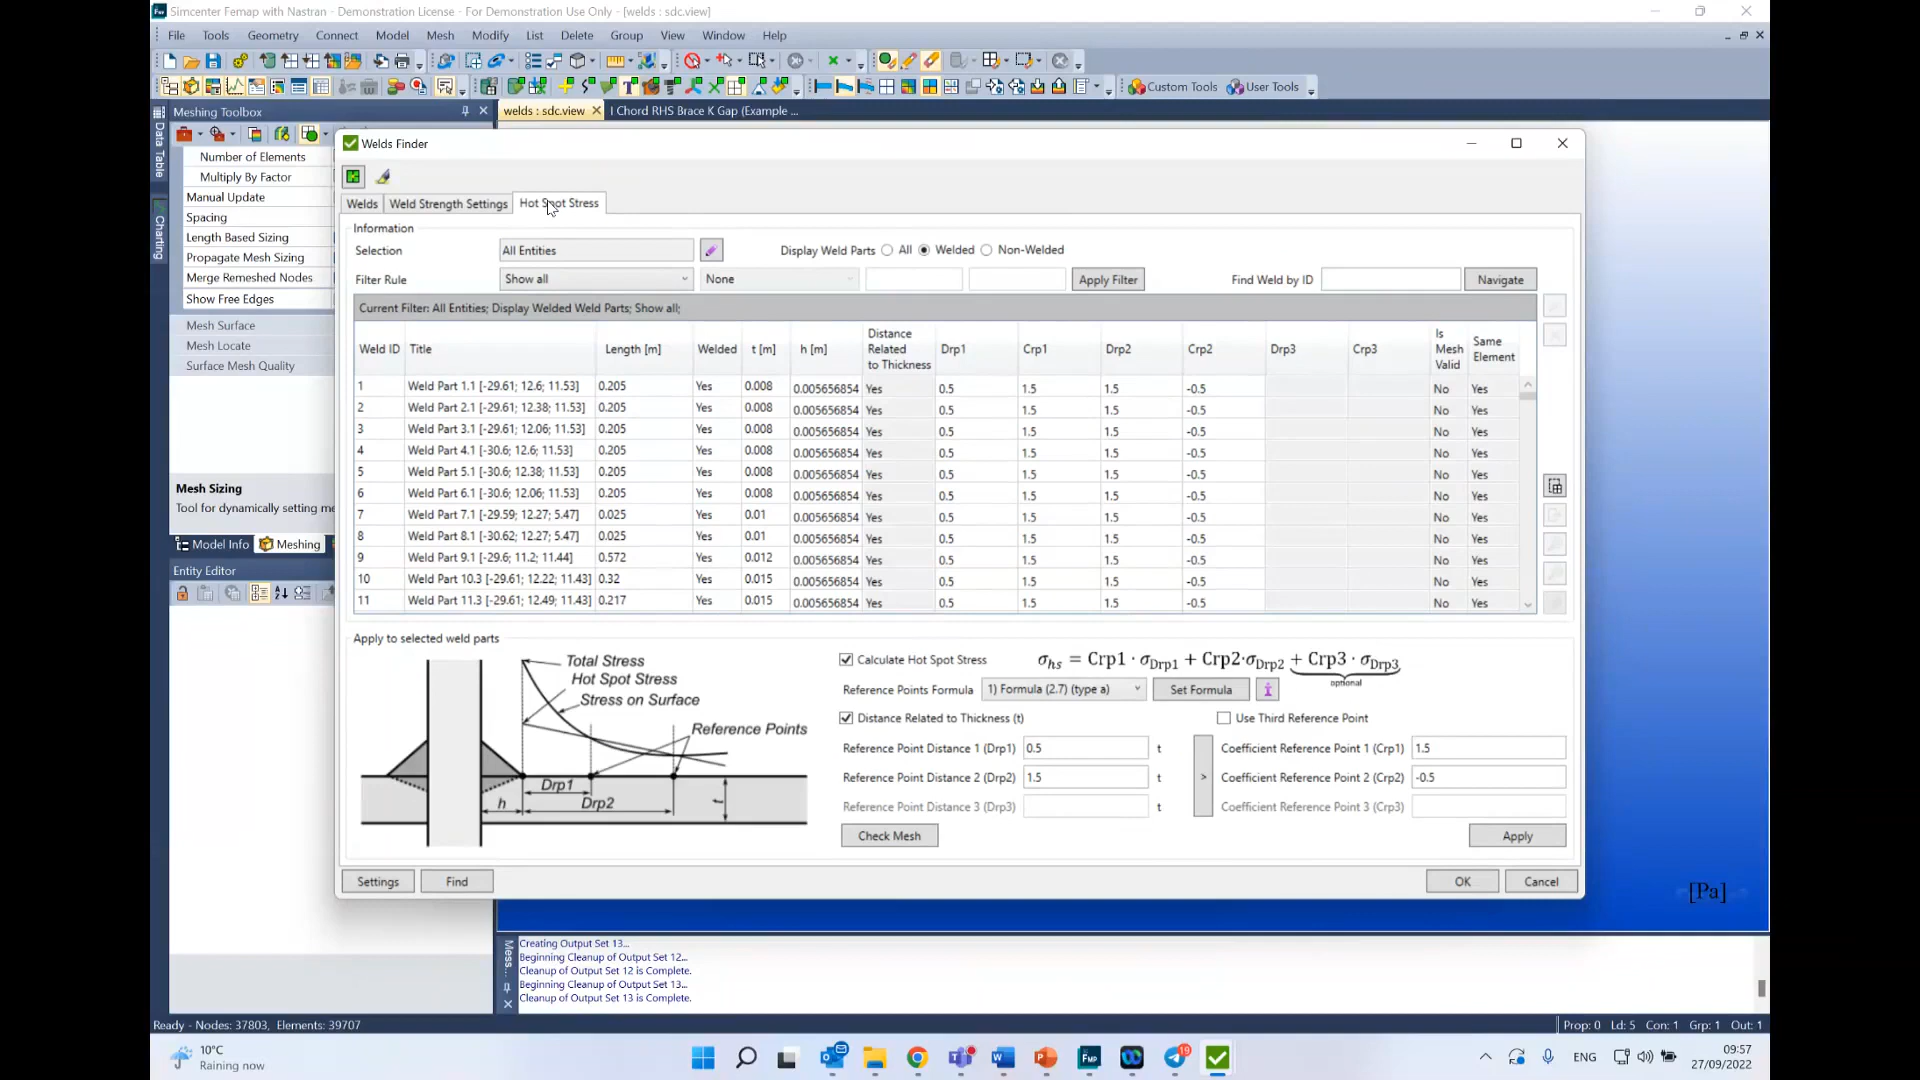 Simcenter Femap with Nastran - Demonstration License - For Demonstration Use Only - [welds : sdc.view]
File Tools Geometry Connect Model Mesh Modify List Delete Group View Window Help
Custom Tools User Tools
Meshing Toolbox
welds : sdc.view
I Chord RHS Brace K Gap (Example ...
Data Table
Charting
Number of Elements
Multiply By Factor
Manual Update
Spacing
Length Based Sizing
Propagate Mesh Sizing
Merge Remeshed Nodes
Show Free Edges
Mesh Surface
Mesh Locate
Surface Mesh Quality
Mesh Sizing
Tool for dynamically setting me
Model Info Meshing
Entity Editor
Welds Finder
Welds Weld Strength Settings Hot Spot Stress
Information
Selection All Entities Display Weld Parts All Welded Non-Welded
Filter Rule Show all None Apply Filter Find Weld by ID Navigate
Current Filter: All Entities; Display Welded Weld Parts; Show all;
Weld ID Title Length [m] Welded t [m] h [m] Distance Related to Thickness Drp1 Crp1 Drp2 Crp2 Drp3 Crp3 Is Mesh Valid Same Element
1 Weld Part 1.1 [-29.61; 12.6; 11.53] 0.205 Yes 0.008 0.005656854 Yes 0.5 1.5 1.5 -0.5 No Yes
2 Weld Part 2.1 [-29.61; 12.38; 11.53] 0.205 Yes 0.008 0.005656854 Yes 0.5 1.5 1.5 -0.5 No Yes
3 Weld Part 3.1 [-29.61; 12.06; 11.53] 0.205 Yes 0.008 0.005656854 Yes 0.5 1.5 1.5 -0.5 No Yes
4 Weld Part 4.1 [-30.6; 12.6; 11.53] 0.205 Yes 0.008 0.005656854 Yes 0.5 1.5 1.5 -0.5 No Yes
5 Weld Part 5.1 [-30.6; 12.38; 11.53] 0.205 Yes 0.008 0.005656854 Yes 0.5 1.5 1.5 -0.5 No Yes
6 Weld Part 6.1 [-30.6; 12.06; 11.53] 0.205 Yes 0.008 0.005656854 Yes 0.5 1.5 1.5 -0.5 No Yes
7 Weld Part 7.1 [-29.59; 12.27; 5.47] 0.025 Yes 0.01 0.005656854 Yes 0.5 1.5 1.5 -0.5 No Yes
8 Weld Part 8.1 [-30.62; 12.27; 5.47] 0.025 Yes 0.01 0.005656854 Yes 0.5 1.5 1.5 -0.5 No Yes
9 Weld Part 9.1 [-29.6; 11.2; 11.44] 0.572 Yes 0.012 0.005656854 Yes 0.5 1.5 1.5 -0.5 No Yes
10 Weld Part 10.3 [-29.61; 12.22; 11.43] 0.32 Yes 0.015 0.005656854 Yes 0.5 1.5 1.5 -0.5 No Yes
11 Weld Part 11.3 [-29.61; 12.49; 11.43] 0.217 Yes 0.015 0.005656854 Yes 0.5 1.5 1.5 -0.5 No Yes
Apply to selected weld parts
Total Stress
Hot Spot Stress
Stress on Surface
Reference Points
Drp1
h Drp2 t
Calculate Hot Spot Stress σhs = Crp1 · σDrp1 + Crp2·σDrp2 + Crp3 · σDrp3
optional
Reference Points Formula 1) Formula (2.7) (type a) Set Formula i
Distance Related to Thickness (t) Use Third Reference Point
Reference Point Distance 1 (Drp1) 0.5 t Coefficient Reference Point 1 (Crp1) 1.5
Reference Point Distance 2 (Drp2) 1.5 t > Coefficient Reference Point 2 (Crp2) -0.5
Reference Point Distance 3 (Drp3) t Coefficient Reference Point 3 (Crp3)
Check Mesh Apply
Settings Find OK Cancel
[Pa]
Mess...
Creating Output Set 13...
Beginning Cleanup of Output Set 12...
Cleanup of Output Set 12 is Complete.
Beginning Cleanup of Output Set 13...
Cleanup of Output Set 13 is Complete.
Ready - Nodes: 37803, Elements: 39707
Prop: 0 Ld: 5 Con: 1 Grp: 1 Out: 1
10°C
Raining now
FMP
19
ENG
09:57
27/09/2022